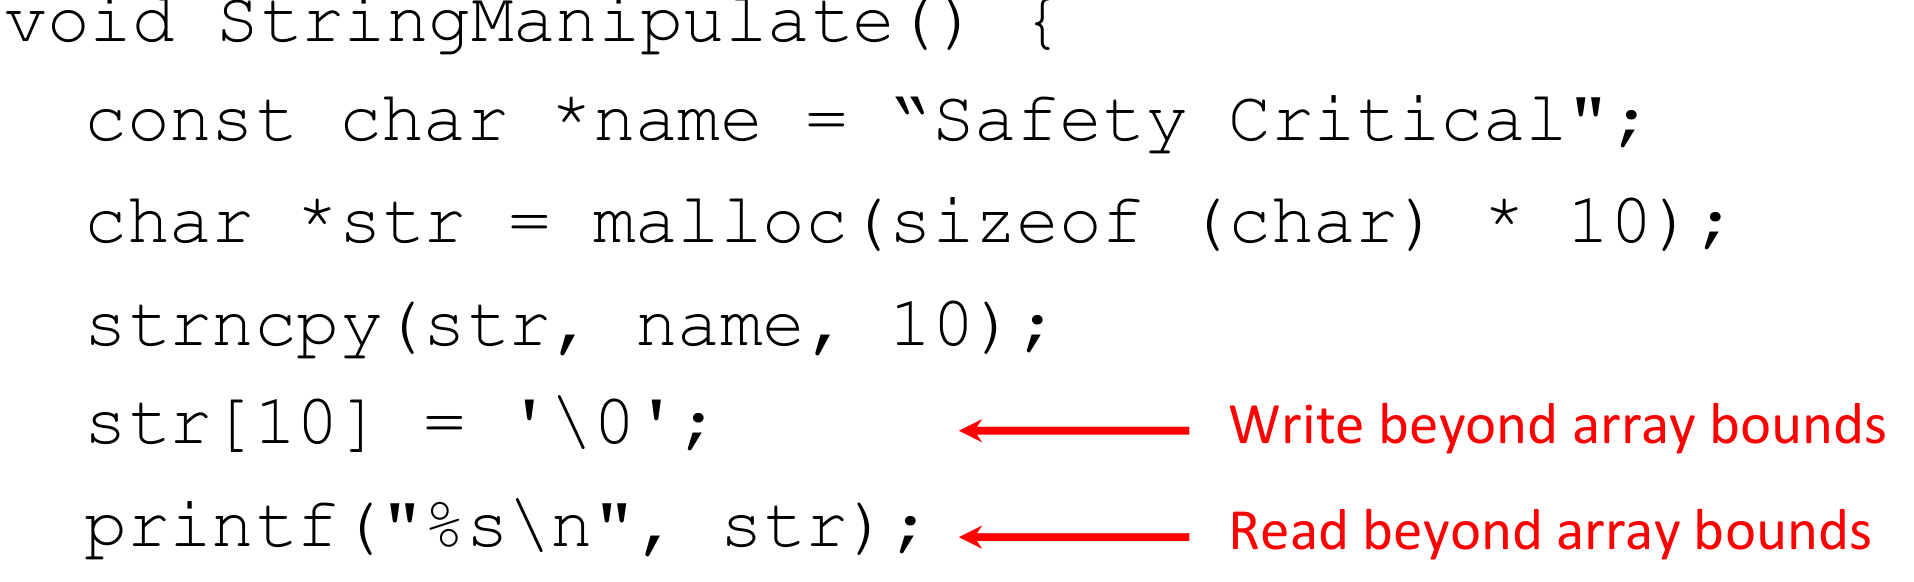 void StringManipulate() {
const char *name = “Safety Critical";
char *str = malloc(sizeof (char) * 10);
strncpy(str, name, 10);
str[10] = '\0'; Write beyond array bounds
printf("%s\n", str); Read beyond array bounds